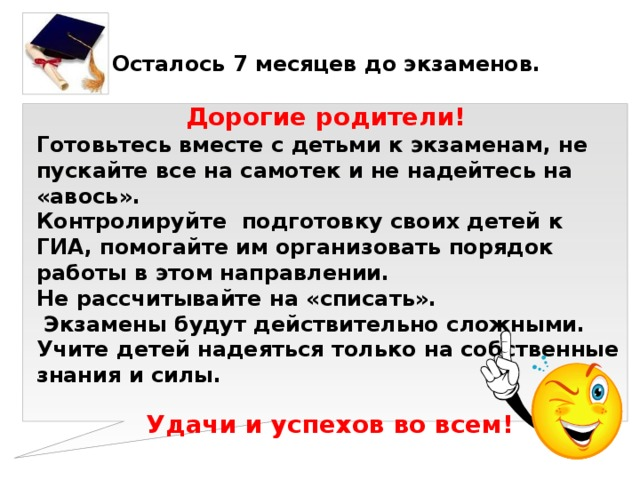 Осталось 7 месяцев до экзаменов.
Дорогие родители!
Готовьтесь вместе с детьми к экзаменам, не
пускайте все на самотек и не надейтесь на
«авось».
Контролируйте  подготовку своих детей к
ГИА, помогайте им организовать порядок
работы в этом направлении.
Не рассчитывайте на «списать».
Экзамены будут действительно сложными.
Учите детей надеяться только на собственные
знания и силы.
Удачи и успехов во всем!